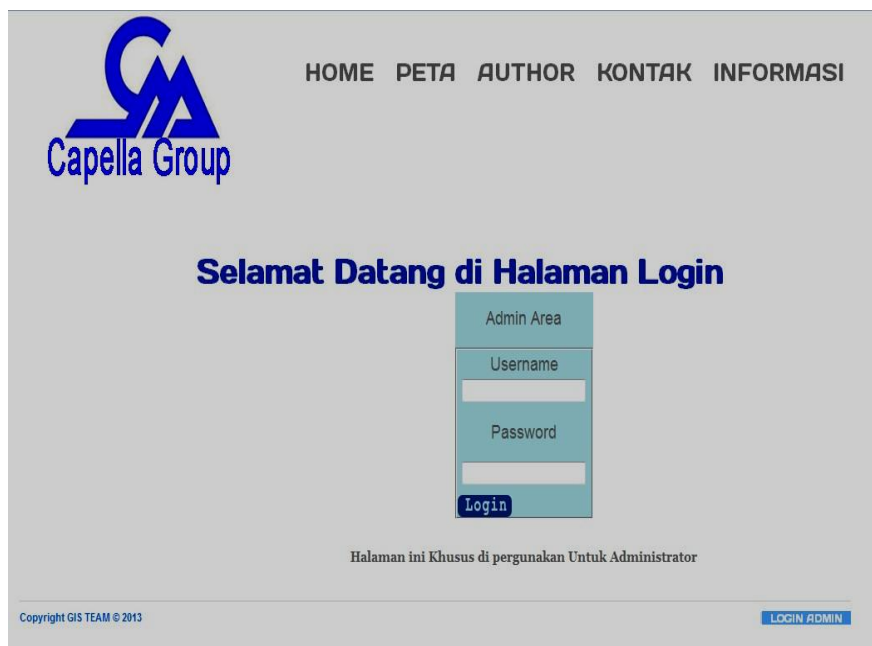 HOME PETA AUTHOR KONTAK INFORMASI
Capella Group
Selamat Datang di Halaman Login
Admin Area
Username
Password
Login
Halaman ini Khusus di pergunakan Untuk Administrator
Copyright GIS TEAM © 2013
LOGIN ADMIN